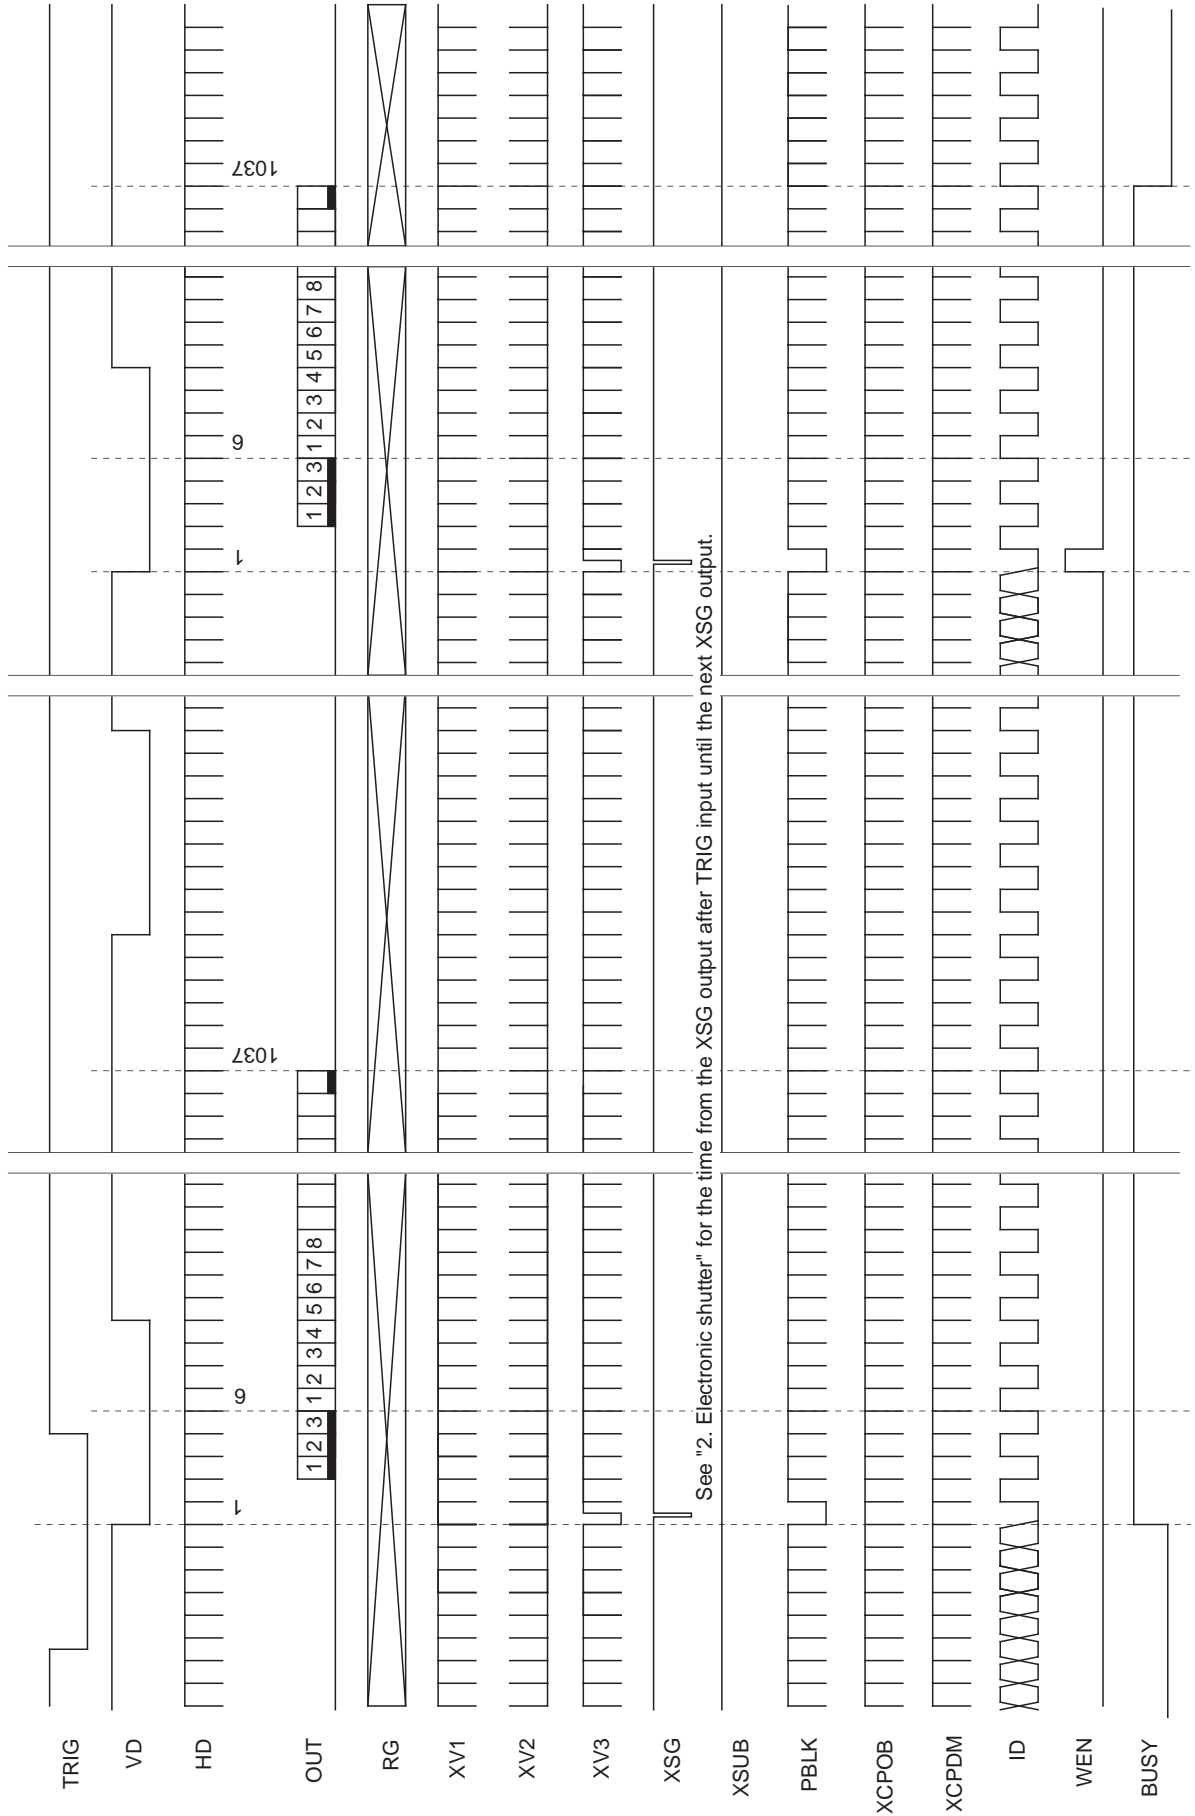 TRIG
VD
HD
1
6
1037
1
6
1037
OUT
1 2 3 1 2 3 4 5 6 7 8
1 2 3 1 2 3 4 5 6 7 8
RG
XV1
XV2
XV3
XSG
See "2. Electronic shutter" for the time from the XSG output after TRIG input until the next XSG output.
XSUB
PBLK
XCPOB
XCPDM
ID
WEN
BUSY